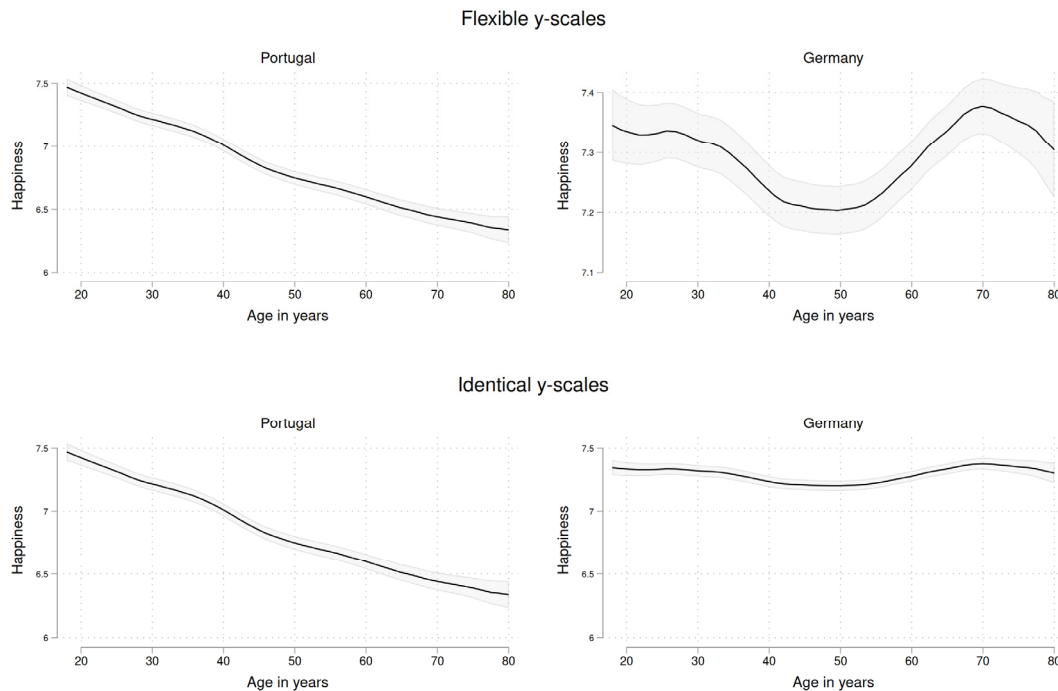 Flexible y-scales
Portugal
7.5
7
6.5
6
Happiness
20 30 40 50 60 70 80
Age in years
Germany
7.4
7.3
7.2
7.1
Happiness
20 30 40 50 60 70 80
Age in years
Identical y-scales
Portugal
7.5
7
6.5
6
Happiness
20 30 40 50 60 70 80
Age in years
Germany
7.5
7
6.5
6
Happiness
20 30 40 50 60 70 80
Age in years